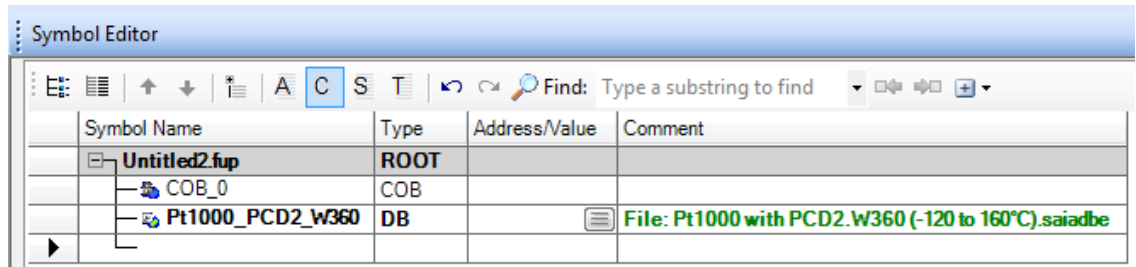 Symbol Editor
A C S T Find: Type a substring to find
Symbol Name Type Address/Value Comment
Untitled2.fup ROOT
COB_0 COB
Pt1000_PCD2_W360 DB File: Pt1000 with PCD2.W360 (-120 to 160°C).saiadbe